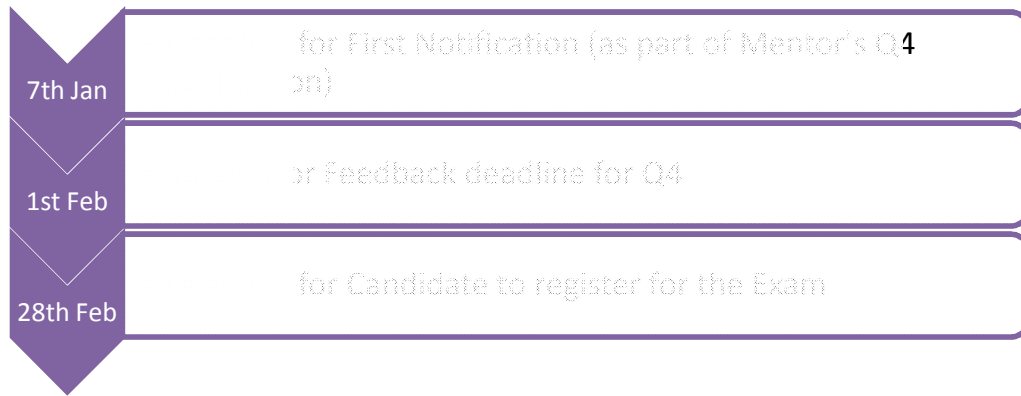 7th Jan
for First Notification (as part of Mentor's Q4
on)
1st Feb
or Feedback deadline for Q4
28th Feb
for Candidate to register for the Exam